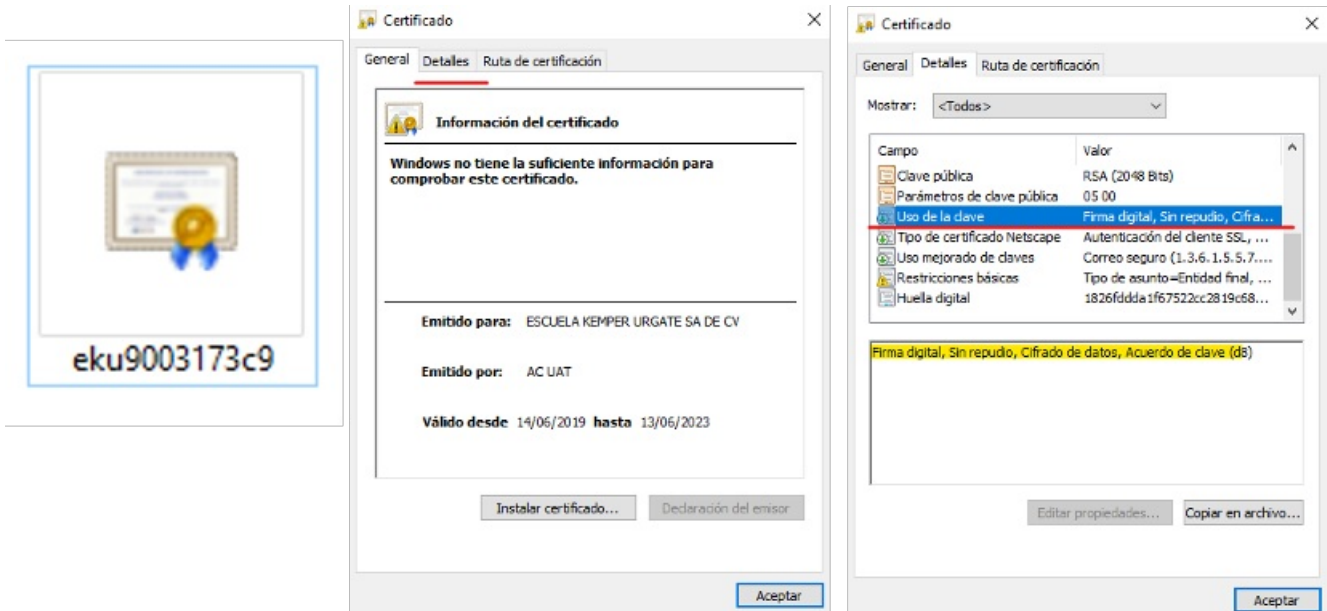 eku9003173c9
Certificado
General Detalles Ruta de certificación
Información del certificado
Windows no tiene la suficiente información para
comprobar este certificado.
Emitido para: ESCUELA KEMPER URGATE SA DE CV
Emitido por: AC UAT
Válido desde 14/06/2019 hasta 13/06/2023
Instalar certificado... Declaración del emisor
Aceptar
Certificado
General Detalles Ruta de certificación
Mostrar: <Todos>
Campo Valor
Clave pública RSA (2048 Bits)
Parámetros de clave pública 05 00
Uso de la clave Firma digital, Sin repudio, Cifra...
Tipo de certificado Netscape Autenticación del cliente SSL, ...
Uso mejorado de claves Correo seguro (1.3.6.1.5.5.7....
Restricciones básicas Tipo de asunto=Entidad final, ...
Huella digital 1826fddda1f67522cc2819c68...
Firma digital, Sin repudio, Cifrado de datos, Acuerdo de clave (d8)
Editar propiedades... Copiar en archivo...
Aceptar